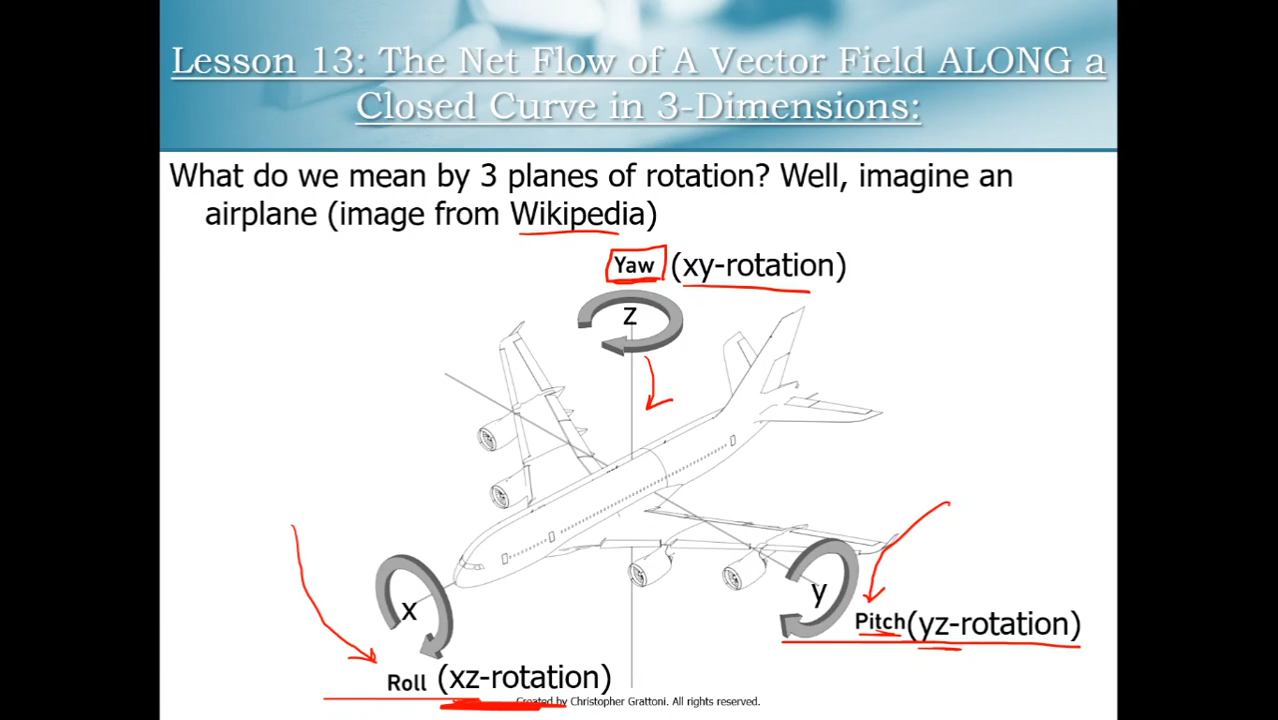 Lesson 13: The Net Flow of A Vector Field ALONG a
Closed Curve in 3-Dimensions:
What do we mean by 3 planes of rotation? Well, imagine an
airplane (image from Wikipedia)
Yaw (xy-rotation)
z
x
y
Pitch(yz-rotation)
Roll (xz-rotation)
Created by Christopher Grattoni. All rights reserved.